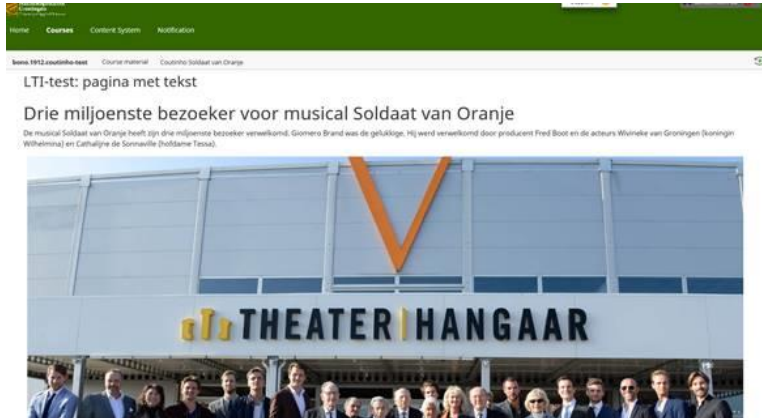 Groningen
Home Courses Content System Notification
bono.1912.coutinho-test Course material Coutinho Soldaat van Oranje
LTI-test: pagina met tekst
Drie miljoenste bezoeker voor musical Soldaat van Oranje
De musical Soldaat van Oranje heeft zijn drie miljoenste bezoeker verwelkomd. Giomero Brand was de gelukkige. Hij werd verwelkomd door producent Fred Boot en de acteurs Wivineke van Groningen (koningin
Wilhelmina) en Cathalijne de Sonnaville (hofdame Tessa).
THEATER HANGAAR